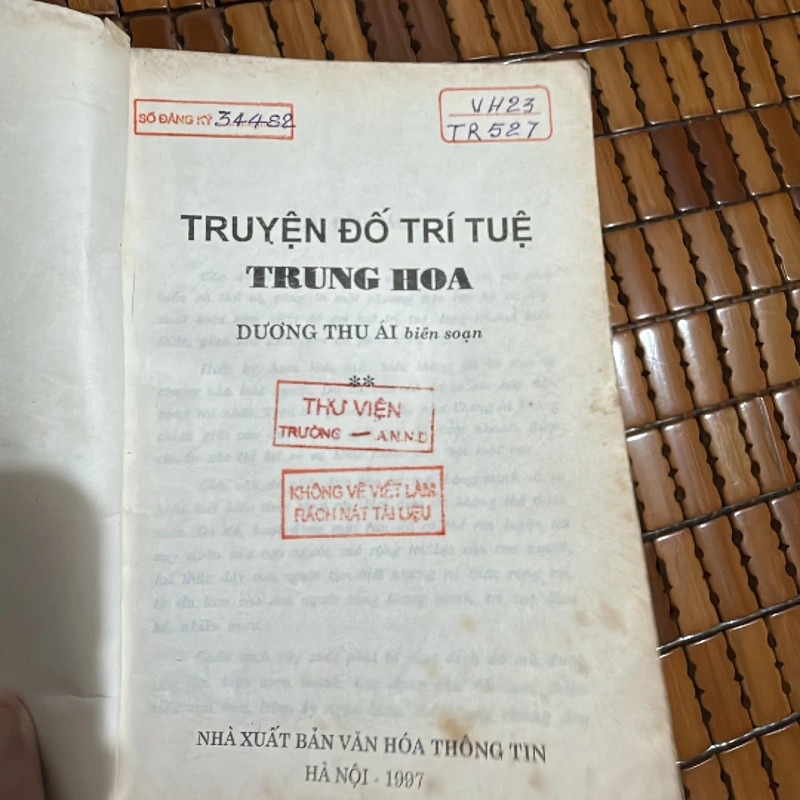 SỐ ĐĂNG KÝ 34482
VH23
TR527
TRUYỆN ĐỐ TRÍ TUỆ
TRUNG HOA
DƯƠNG THU ÁI biên soạn
**
THƯ VIỆN
TRƯỜNG — A.N.N.D
KHÔNG VẼ VIẾT LÀM
RÁCH NÁT TÀI LIỆU
NHÀ XUẤT BẢN VĂN HÓA THÔNG TIN
HÀ NỘI - 1997